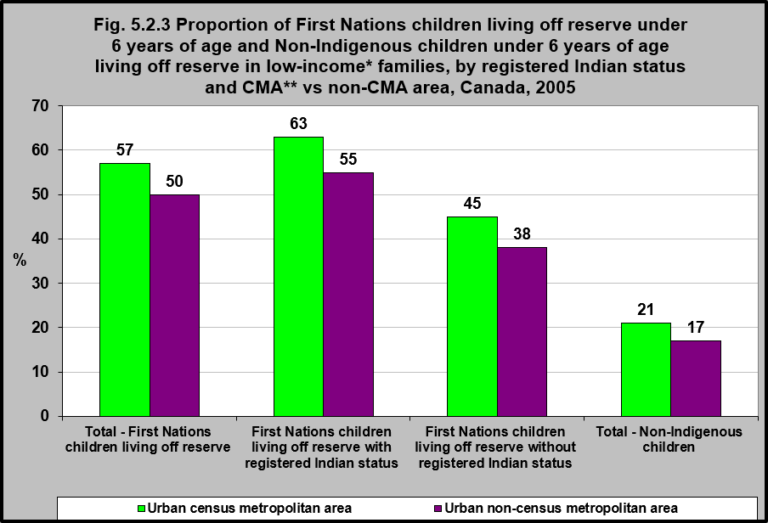 Fig. 5.2.3 Proportion of First Nations children living off reserve under
6 years of age and Non-Indigenous children under 6 years of age
living off reserve in low-income* families, by registered Indian status
and CMA** vs non-CMA area, Canada, 2005
70
60
50
40
%
30
20
10
0
57
50
63
55
45
38
21
17
Total - First Nations
children living off reserve
First Nations children
living off reserve with
registered Indian status
First Nations children
living off reserve without
registered Indian status
Total - Non-Indigenous
children
Urban census metropolitan area
Urban non-census metropolitan area